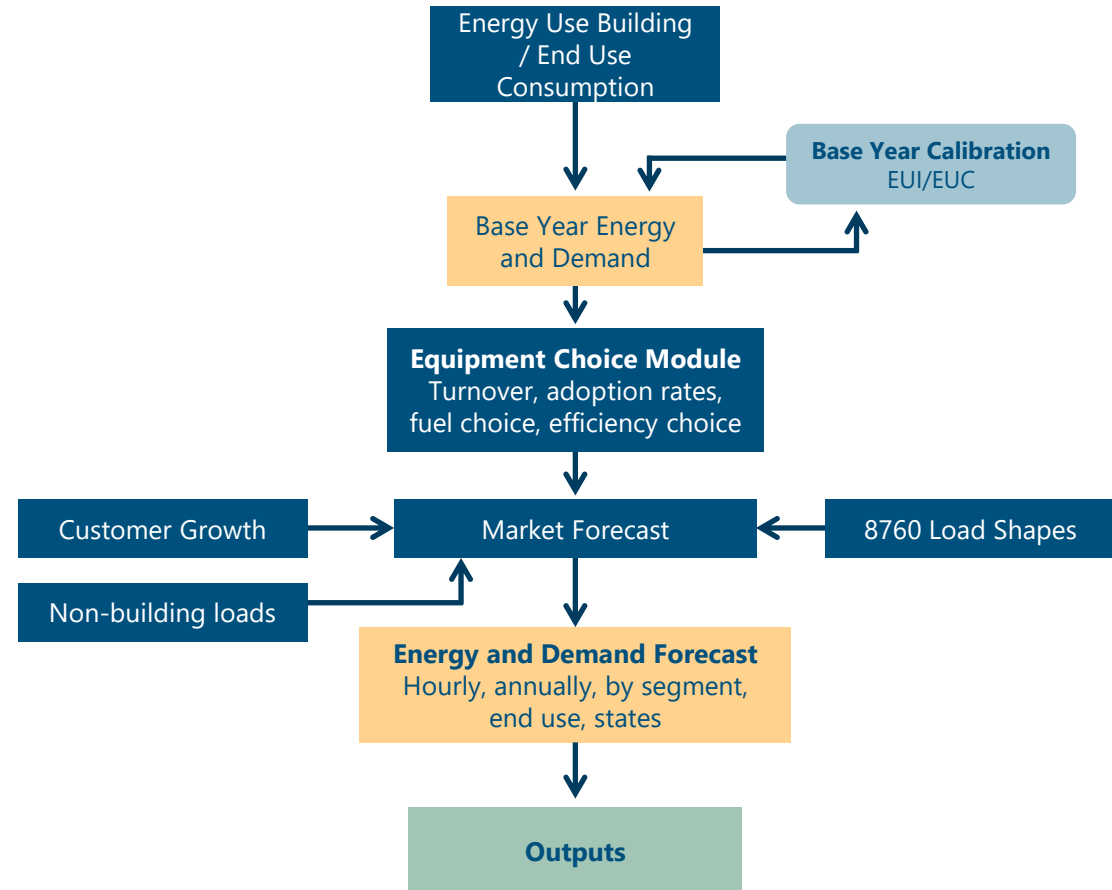 Energy Use Building
/ End Use
Consumption
Base Year Calibration
EUI/EUC
Base Year Energy
and Demand
Equipment Choice Module
Turnover, adoption rates,
fuel choice, efficiency choice
Customer Growth
Market Forecast
8760 Load Shapes
Non-building loads
Energy and Demand Forecast
Hourly, annually, by segment,
end use, states
Outputs